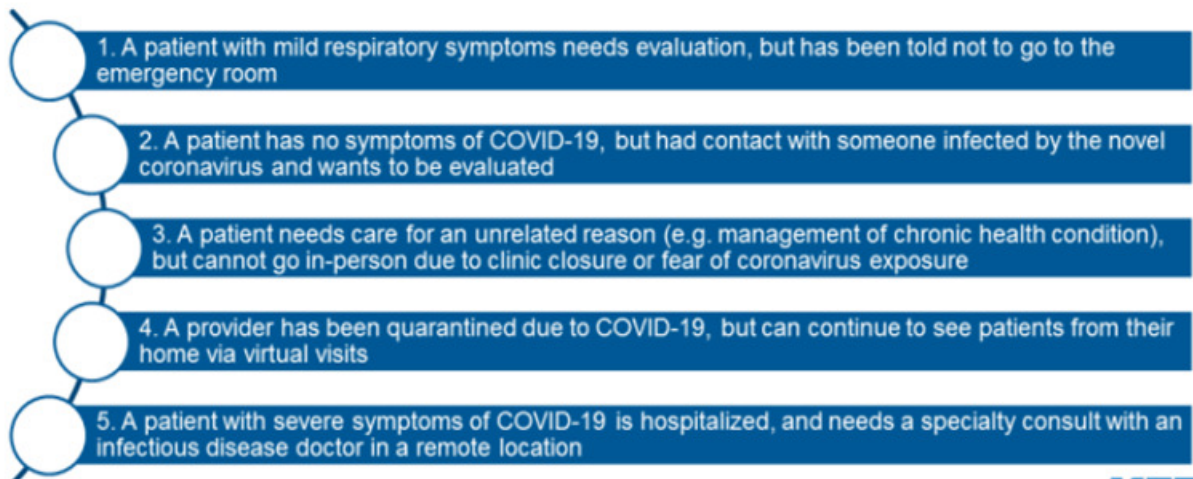 1. A patient with mild respiratory symptoms needs evaluation, but has been told not to go to the
emergency room
2. A patient has no symptoms of COVID-19, but had contact with someone infected by the novel
coronavirus and wants to be evaluated
3. A patient needs care for an unrelated reason (e.g. management of chronic health condition),
but cannot go in-person due to clinic closure or fear of coronavirus exposure
4. A provider has been quarantined due to COVID-19, but can continue to see patients from their
home via virtual visits
5. A patient with severe symptoms of COVID-19 is hospitalized, and needs a specialty consult with an
infectious disease doctor in a remote location